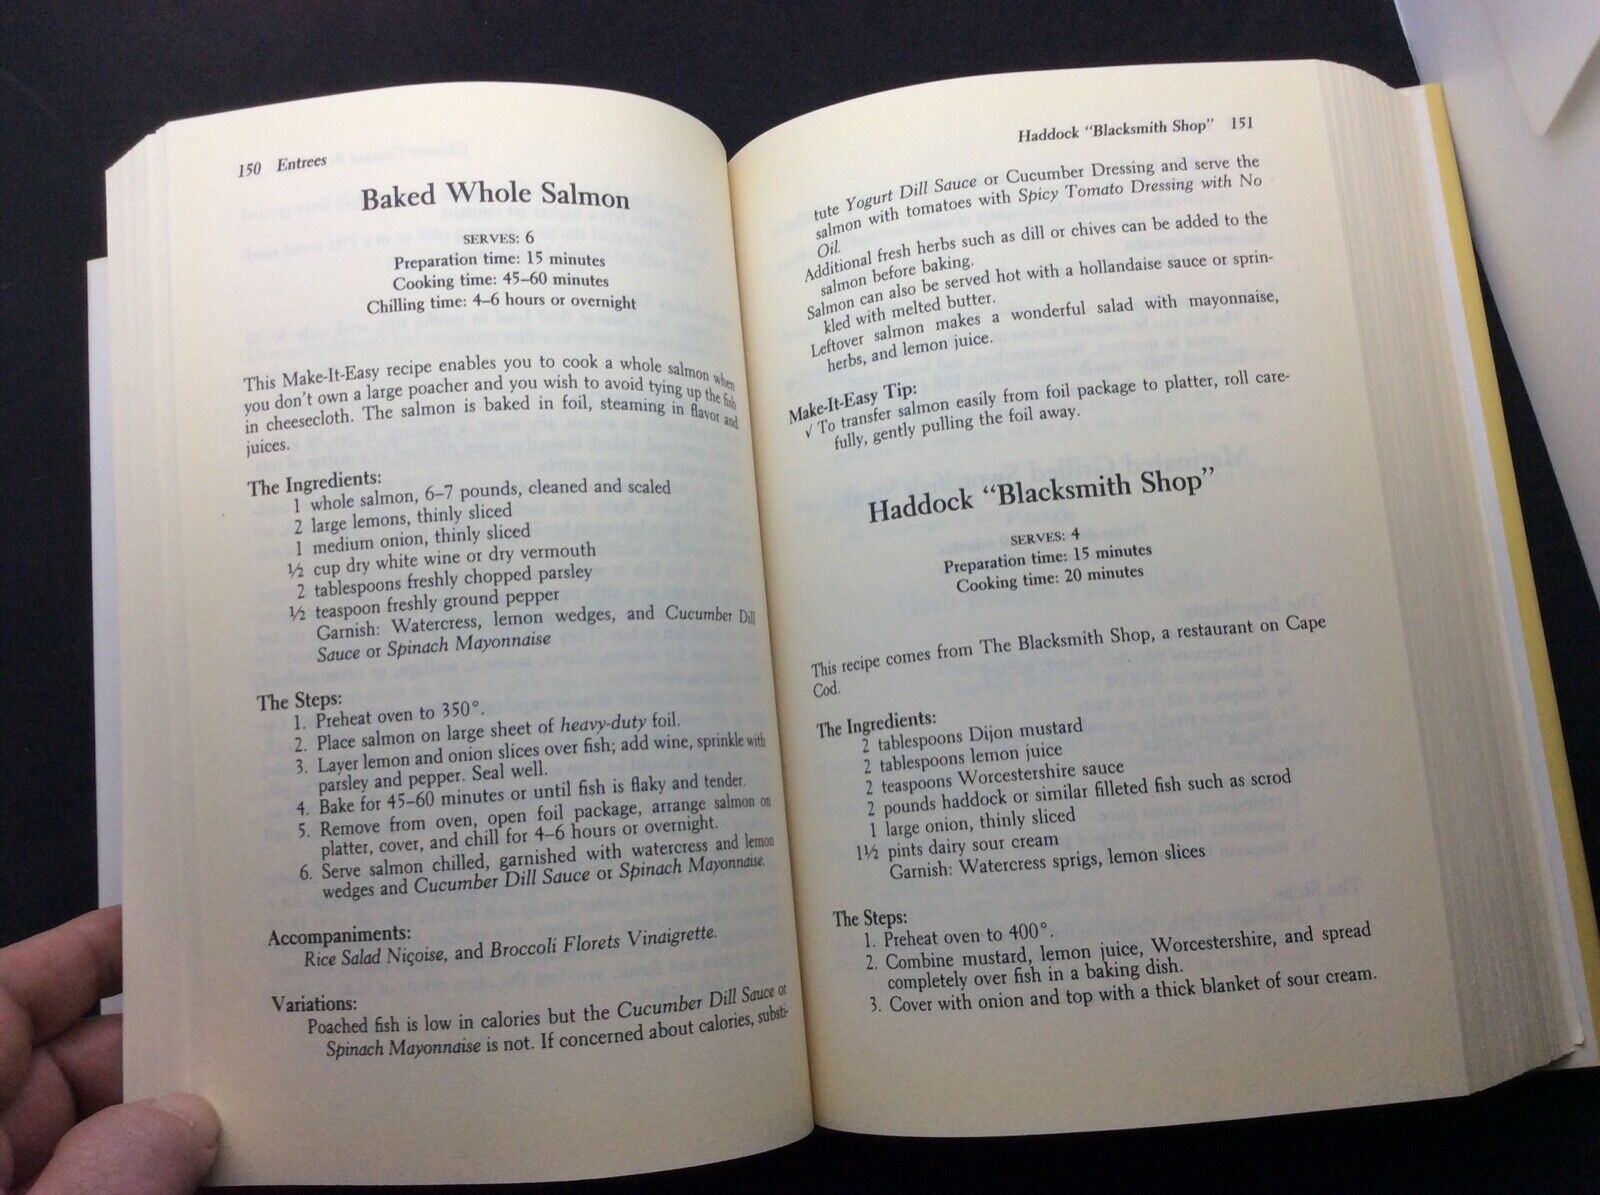 150 Entrees
Baked Whole Salmon
SERVES: 6
Preparation time: 15 minutes
Cooking time: 45–60 minutes
Chilling time: 4–6 hours or overnight
This Make-It-Easy recipe enables you to cook a whole salmon when
you don't own a large poacher and you wish to avoid tying up the fish
in cheesecloth. The salmon is baked in foil, steaming in flavor and
juices.
The Ingredients:
1 whole salmon, 6–7 pounds, cleaned and scaled
2 large lemons, thinly sliced
1 medium onion, thinly sliced
½ cup dry white wine or dry vermouth
2 tablespoons freshly chopped parsley
½ teaspoon freshly ground pepper
Garnish: Watercress, lemon wedges, and Cucumber Dill
Sauce or Spinach Mayonnaise
The Steps:
1. Preheat oven to 350°.
2. Place salmon on large sheet of heavy-duty foil.
3. Layer lemon and onion slices over fish; add wine, sprinkle with
parsley and pepper. Seal well.
4. Bake for 45–60 minutes or until fish is flaky and tender.
5. Remove from oven, open foil package, arrange salmon on
platter, cover, and chill for 4–6 hours or overnight.
6. Serve salmon chilled, garnished with watercress and lemon
wedges and Cucumber Dill Sauce or Spinach Mayonnaise.
Accompaniments:
Rice Salad Niçoise, and Broccoli Florets Vinaigrette.
Variations:
Poached fish is low in calories but the Cucumber Dill Sauce or
Spinach Mayonnaise is not. If concerned about calories, substi-
Haddock "Blacksmith Shop" 151
tute Yogurt Dill Sauce or Cucumber Dressing and serve the
salmon with tomatoes with Spicy Tomato Dressing with No
Oil.
Additional fresh herbs such as dill or chives can be added to the
salmon before baking.
Salmon can also be served hot with a hollandaise sauce or sprin-
kled with melted butter.
Leftover salmon makes a wonderful salad with mayonnaise,
herbs, and lemon juice.
Make-It-Easy Tip:
√ To transfer salmon easily from foil package to platter, roll care-
fully, gently pulling the foil away.
Haddock "Blacksmith Shop"
SERVES: 4
Preparation time: 15 minutes
Cooking time: 20 minutes
This recipe comes from The Blacksmith Shop, a restaurant on Cape
Cod.
The Ingredients:
2 tablespoons Dijon mustard
2 tablespoons lemon juice
2 teaspoons Worcestershire sauce
2 pounds haddock or similar filleted fish such as scrod
1 large onion, thinly sliced
1½ pints dairy sour cream
Garnish: Watercress sprigs, lemon slices
The Steps:
1. Preheat oven to 400°.
2. Combine mustard, lemon juice, Worcestershire, and spread
completely over fish in a baking dish.
3. Cover with onion and top with a thick blanket of sour cream.